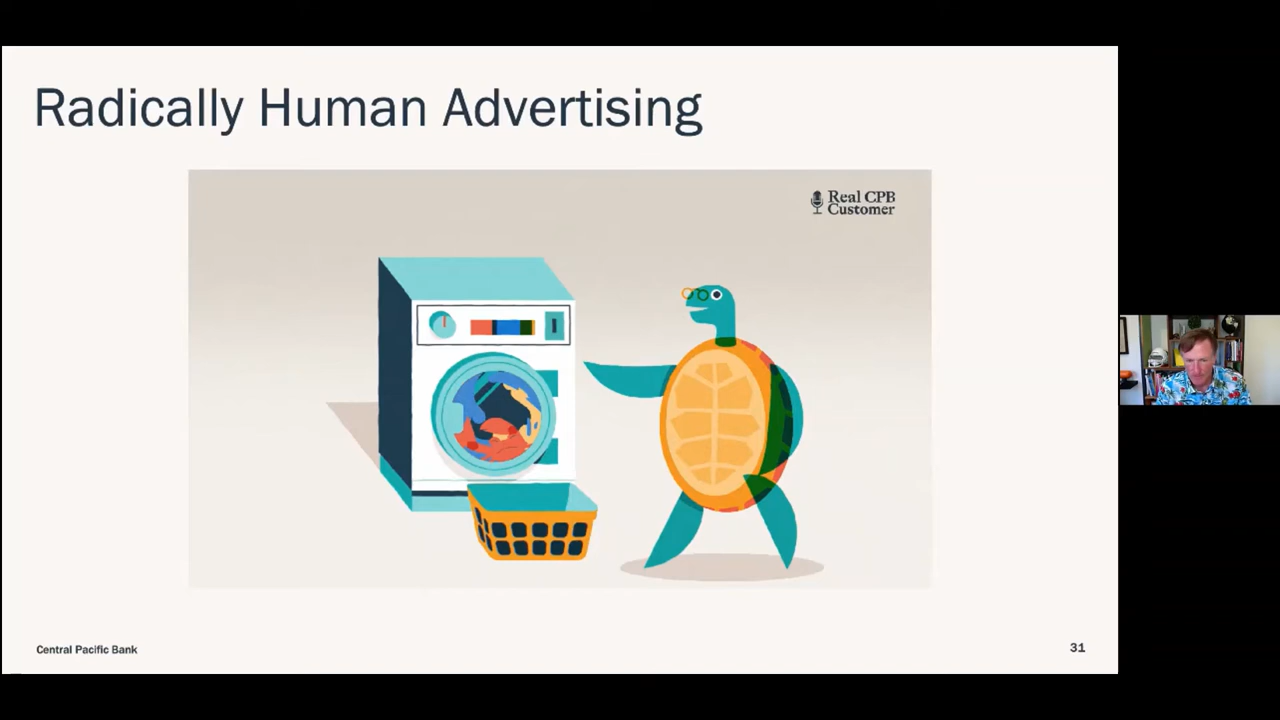 Radically Human Advertising
Real CPB
Customer
Central Pacific Bank
31